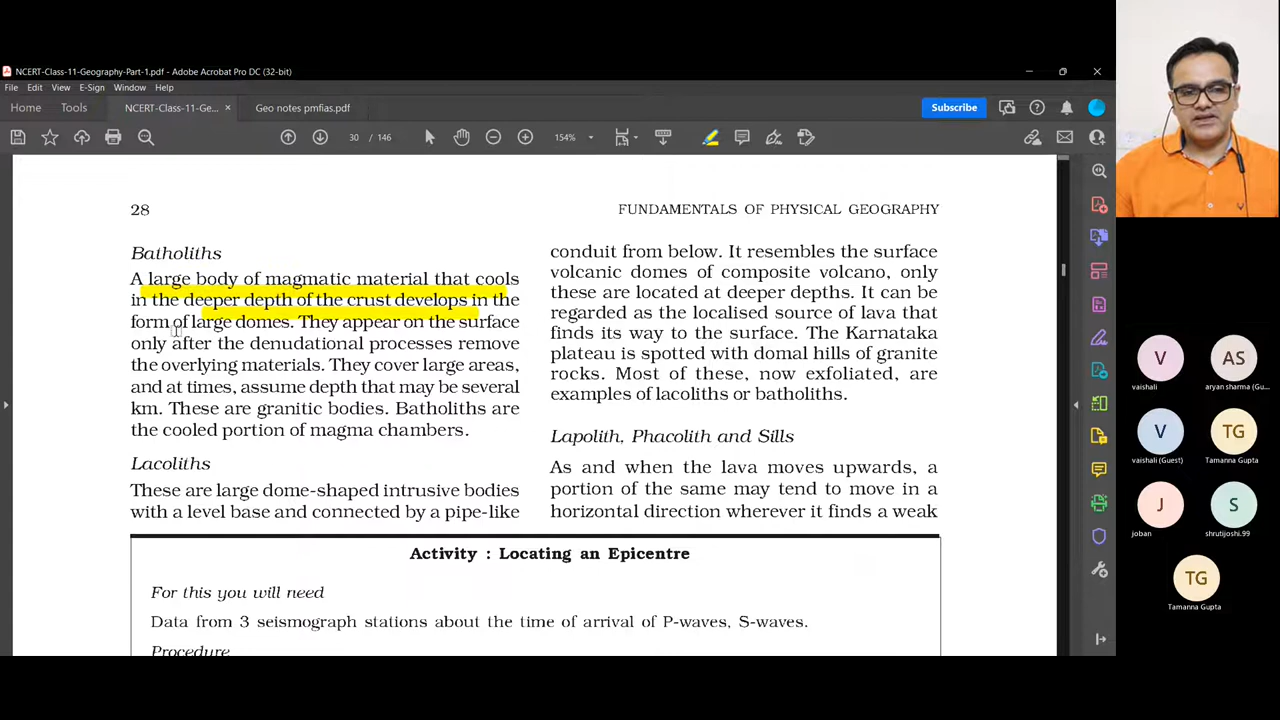 NCERT-Class-11-Geography-Part-1.pdf - Adobe Acrobat Pro DC (32-bit)
File Edit View E-Sign Window Help
Home Tools NCERT-Class-11-Ge... × Geo notes pmfias.pdf Subscribe
30 / 146 154%
28
FUNDAMENTALS OF PHYSICAL GEOGRAPHY
Batholiths
A large body of magmatic material that cools
in the deeper depth of the crust develops in the
form of large domes. They appear on the surface
only after the denudational processes remove
the overlying materials. They cover large areas,
and at times, assume depth that may be several
km. These are granitic bodies. Batholiths are
the cooled portion of magma chambers.
Lacoliths
These are large dome-shaped intrusive bodies
with a level base and connected by a pipe-like
conduit from below. It resembles the surface
volcanic domes of composite volcano, only
these are located at deeper depths. It can be
regarded as the localised source of lava that
finds its way to the surface. The Karnataka
plateau is spotted with domal hills of granite
rocks. Most of these, now exfoliated, are
examples of lacoliths or batholiths.
Lapolith, Phacolith and Sills
As and when the lava moves upwards, a
portion of the same may tend to move in a
horizontal direction wherever it finds a weak
Activity : Locating an Epicentre
For this you will need
Data from 3 seismograph stations about the time of arrival of P-waves, S-waves.
Procedure
V AS
vaishali aryan sharma (Gu...
V TG
vaishali (Guest) Tamanna Gupta
J S
joban shrutijoshi.99
TG
Tamanna Gupta